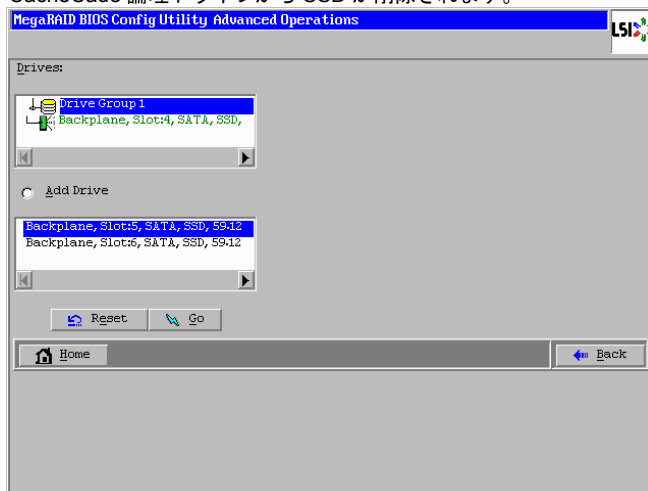 CacheCade 論理ドライブから SSD が削除されます。
MegaRAID BIOS Config Utility Advanced Operations
LSI
Drives:
Drive Group 1
Backplane, Slot:4, SATA, SSD,
Add Drive
Backplane, Slot:5, SATA, SSD, 59.12
Backplane, Slot:6, SATA, SSD, 59.12
Reset Go
Home Back